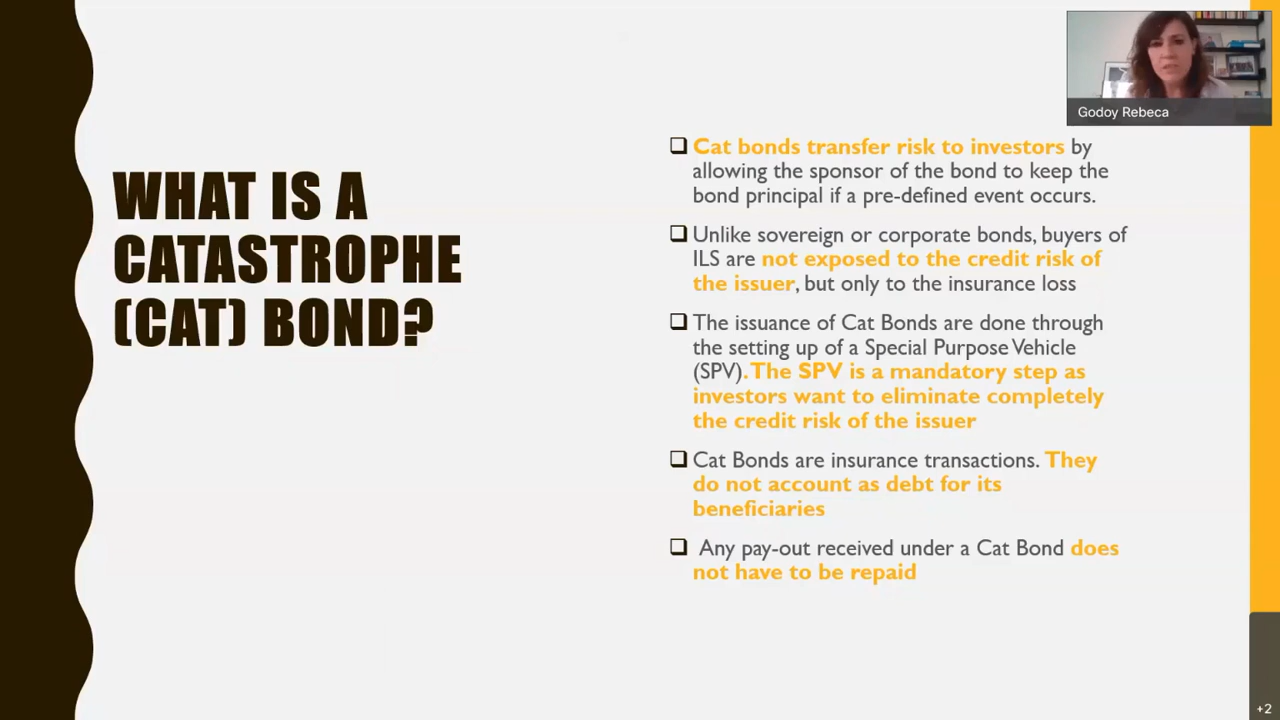 WHAT IS A
CATASTROPHE
(CAT) BOND?
Godoy Rebeca
Cat bonds transfer risk to investors by
allowing the sponsor of the bond to keep the
bond principal if a pre-defined event occurs.
Unlike sovereign or corporate bonds, buyers of
ILS are not exposed to the credit risk of
the issuer, but only to the insurance loss
The issuance of Cat Bonds are done through
the setting up of a Special Purpose Vehicle
(SPV). The SPV is a mandatory step as
investors want to eliminate completely
the credit risk of the issuer
Cat Bonds are insurance transactions. They
do not account as debt for its
beneficiaries
Any pay-out received under a Cat Bond does
not have to be repaid
+2